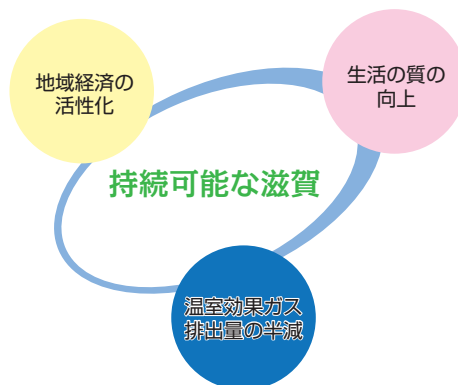 地域経済の
活性化
生活の質の
向上
持続可能な滋賀
温室効果ガス
排出量の半減